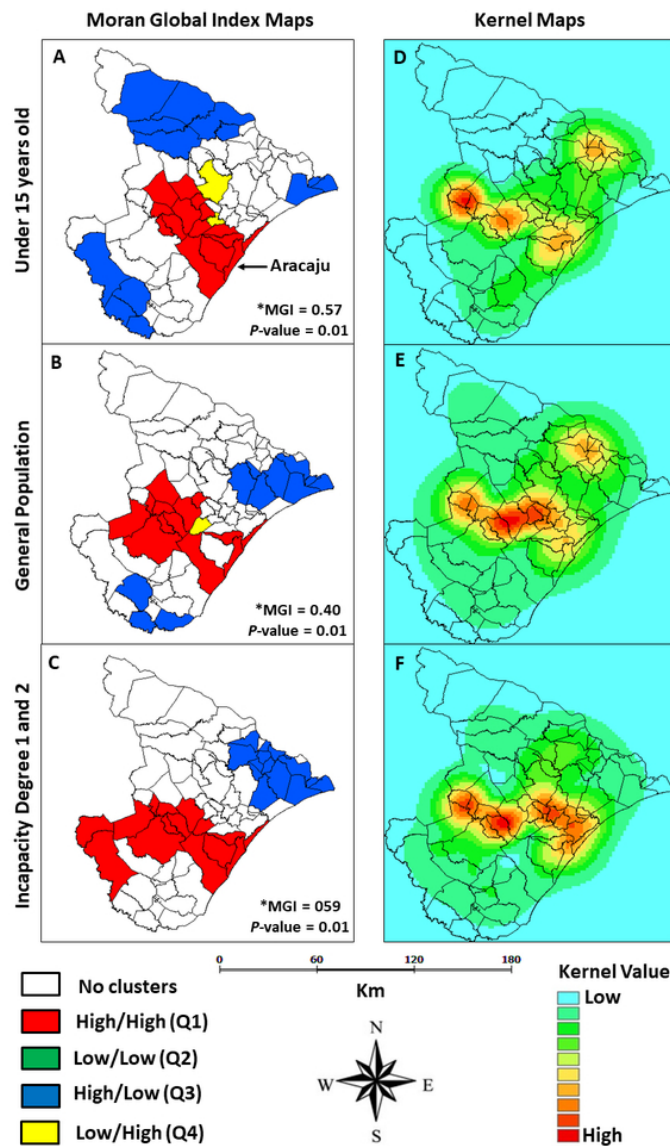 Moran Global Index Maps
Kernel Maps
Under 15 years old
A
Aracaju
*MGI = 0.57
P-value = 0.01
D
General Population
B
*MGI = 0.40
P-value = 0.01
E
Incapacity Degree 1 and 2
C
*MGI = 059
P-value = 0.01
F
0 60 180
Km
No clusters
High/High (Q1)
Low/Low (Q2)
High/Low (Q3)
Low/High (Q4)
N
W E
S
Kernel Value
Low
High